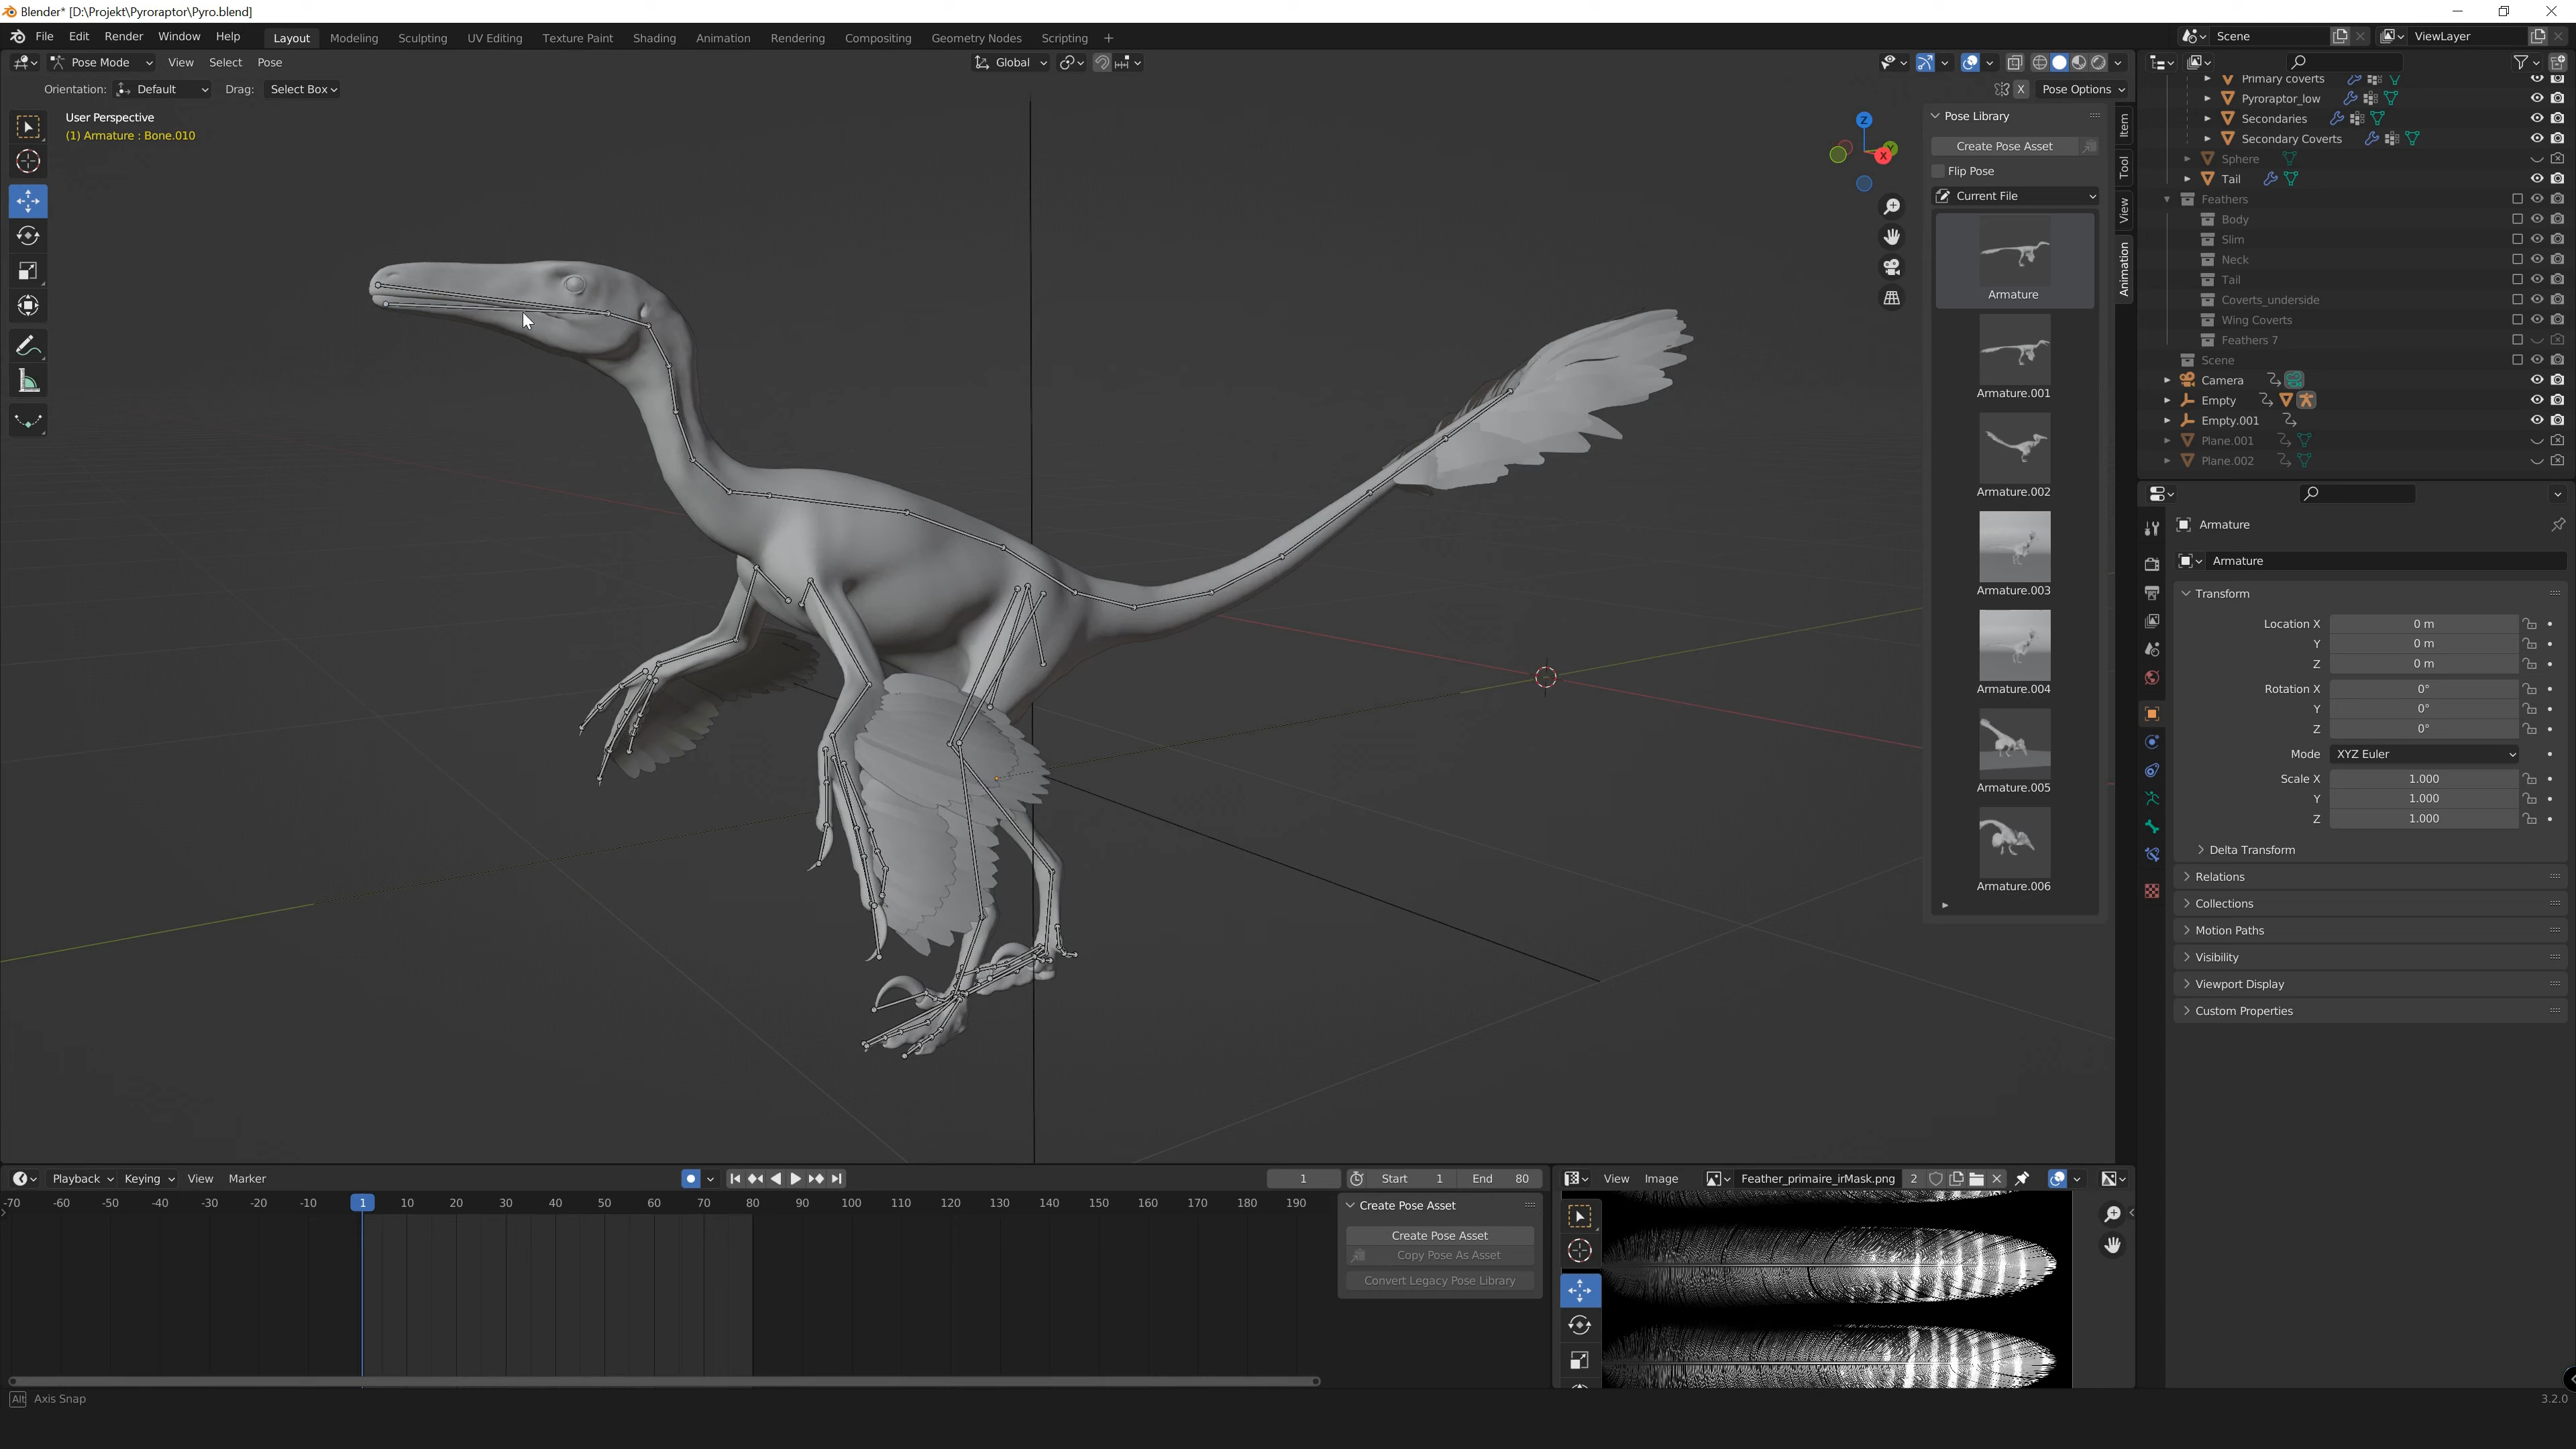 Blender* [D:\Projekt\Pyroraptor\Pyro.blend]
File Edit Render Window Help Layout Modeling Sculpting UV Editing Texture Paint Shading Animation Rendering Compositing Geometry Nodes Scripting + Scene ViewLayer
Pose Mode View Select Pose Global
Orientation: Default Drag: Select Box X Pose Options
User Perspective
(1) Armature : Bone.010
Z
Y
X
Pose Library
Create Pose Asset
Flip Pose
Current File
Armature
Armature.001
Armature.002
Armature.003
Armature.004
Armature.005
Armature.006
Item
Tool
View
Animation
Primary coverts
Pyroraptor_low
Secondaries
Secondary Coverts
Sphere
Tail
Feathers
Body
Slim
Neck
Tail
Coverts_underside
Wing Coverts
Feathers 7
Scene
Camera
Empty
Empty.001
Plane.001
Plane.002
Armature
Armature
Transform
Location X 0 m
Y 0 m
Z 0 m
Rotation X 0°
Y 0°
Z 0°
Mode XYZ Euler
Scale X 1.000
Y 1.000
Z 1.000
Delta Transform
Relations
Collections
Motion Paths
Visibility
Viewport Display
Custom Properties
Playback Keying View Marker 1 Start 1 End 80
-70 -60 -50 -40 -30 -20 -10 1 10 20 30 40 50 60 70 80 90 100 110 120 130 140 150 160 170 180 190
Create Pose Asset
Create Pose Asset
Copy Pose As Asset
Convert Legacy Pose Library
View Image Feather_primaire_irMask.png 2
Alt Axis Snap
3.2.0